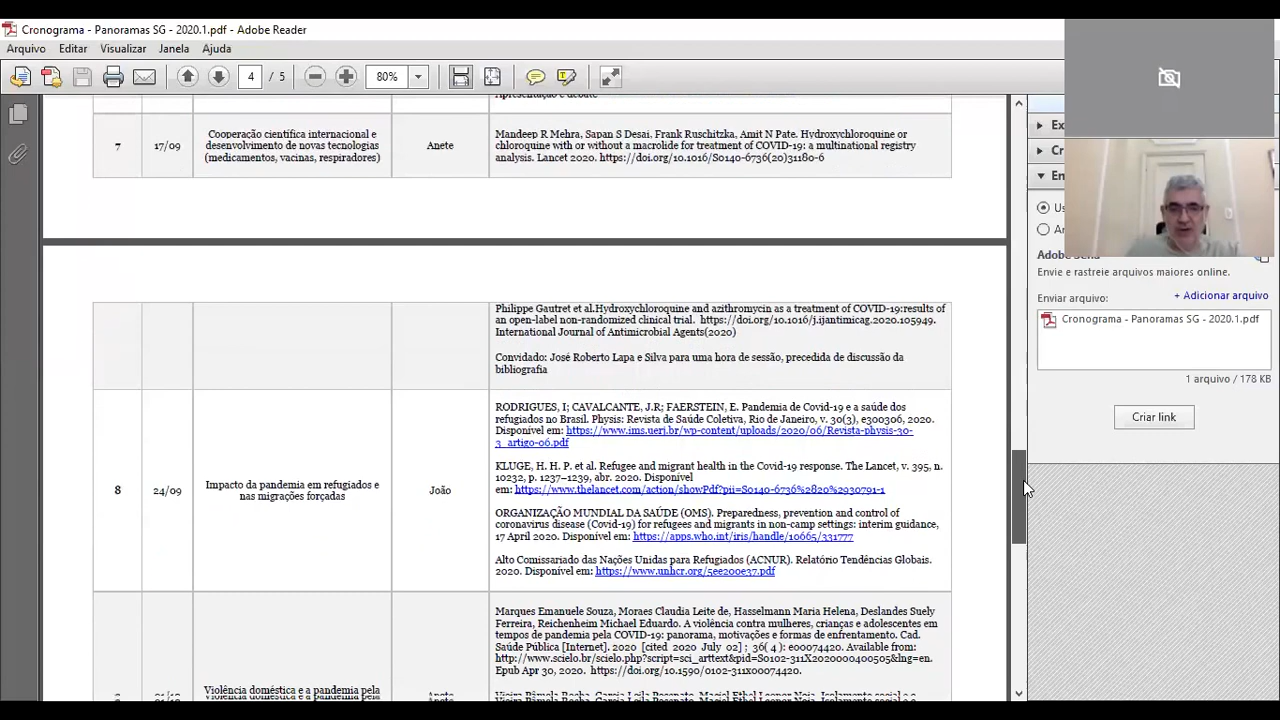 Cronograma - Panoramas SG - 2020.1.pdf - Adobe Reader
Arquivo Editar Visualizar Janela Ajuda
4 / 5 80%
Apresentação e debate
7
17/09
Cooperação científica internacional e
desenvolvimento de novas tecnologias
(medicamentos, vacinas, respiradores)
Anete
Mandeep R Mehra, Sapan S Desai, Frank Ruschitzka, Amit N Pate. Hydroxychloroquine or
chloroquine with or without a macrolide for treatment of COVID-19: a multinational registry
analysis. Lancet 2020. https://doi.org/10.1016/S0140-6736(20)31180-6
Philippe Gautret et al.Hydroxychloroquine and azithromycin as a treatment of COVID-19:results of
an open-label non-randomized clinical trial. https://doi.org/10.1016/j.ijantimicag.2020.105949.
International Journal of Antimicrobial Agents(2020)
Convidado: José Roberto Lapa e Silva para uma hora de sessão, precedida de discussão da
bibliografia
8
24/09
Impacto da pandemia em refugiados e
nas migrações forçadas
João
RODRIGUES, I; CAVALCANTE, J.R; FAERSTEIN, E. Pandemia de Covid-19 e a saúde dos
refugiados no Brasil. Physis: Revista de Saúde Coletiva, Rio de Janeiro, v. 30(3), e300306, 2020.
Disponível em: https://www.ims.uerj.br/wp-content/uploads/2020/06/Revista-physis-30-
3_artigo-06.pdf
KLUGE, H. H. P. et al. Refugee and migrant health in the Covid-19 response. The Lancet, v. 395, n.
10232, p. 1237–1239, abr. 2020. Disponível
em: https://www.thelancet.com/action/showPdf?pii=S0140-6736%2820%2930791-1
ORGANIZAÇÃO MUNDIAL DA SAÚDE (OMS). Preparedness, prevention and control of
coronavirus disease (Covid-19) for refugees and migrants in non-camp settings: interim guidance,
17 April 2020. Disponível em: https://apps.who.int/iris/handle/10665/331777
Alto Comissariado das Nações Unidas para Refugiados (ACNUR). Relatório Tendências Globais.
2020. Disponível em: https://www.unhcr.org/5ee200e37.pdf
Marques Emanuele Souza, Moraes Claudia Leite de, Hasselmann Maria Helena, Deslandes Suely
Ferreira, Reichenheim Michael Eduardo. A violência contra mulheres, crianças e adolescentes em
tempos de pandemia pela COVID-19: panorama, motivações e formas de enfrentamento. Cad.
Saúde Pública [Internet]. 2020 [cited 2020 July 02] ; 36( 4 ): e00074420. Available from:
http://www.scielo.br/scielo.php?script=sci_arttext&pid=S0102-311X2020000400505&lng=en.
Epub Apr 30, 2020. https://doi.org/10.1590/0102-311x00074420.
Violência doméstica e a pandemia pela
Anete
Ex
Cr
En
Adobe Send
Envie e rastreie arquivos maiores online.
Enviar arquivo:
+ Adicionar arquivo
Cronograma - Panoramas SG - 2020.1.pdf
1 arquivo / 178 KB
Criar link